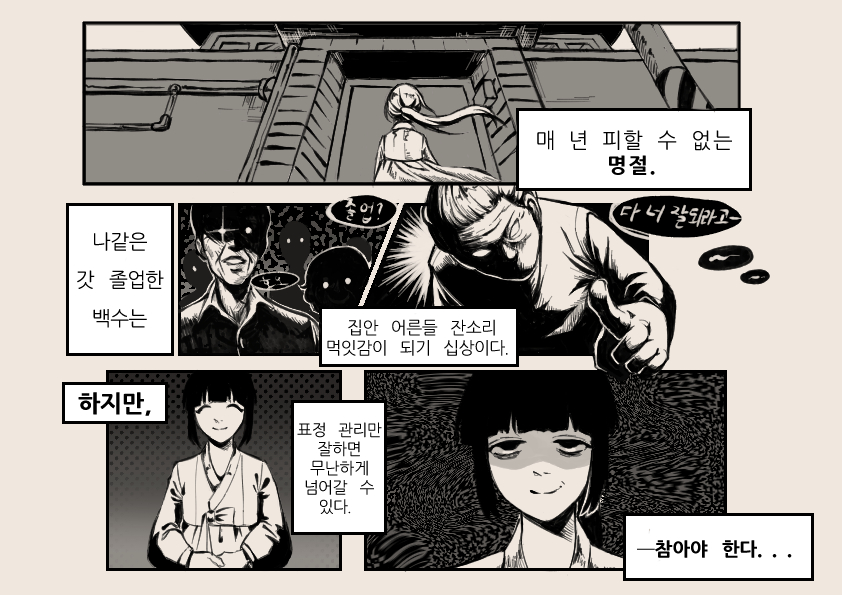 매 년 피할 수 없는
명절.
나같은
갓 졸업한
백수는
졸업?
다 너 잘되라고~
집안 어른들 잔소리
먹잇감이 되기 십상이다.
하지만,
표정 관리만
잘하면
무난하게
넘어갈 수
있다.
―참아야 한다. . .